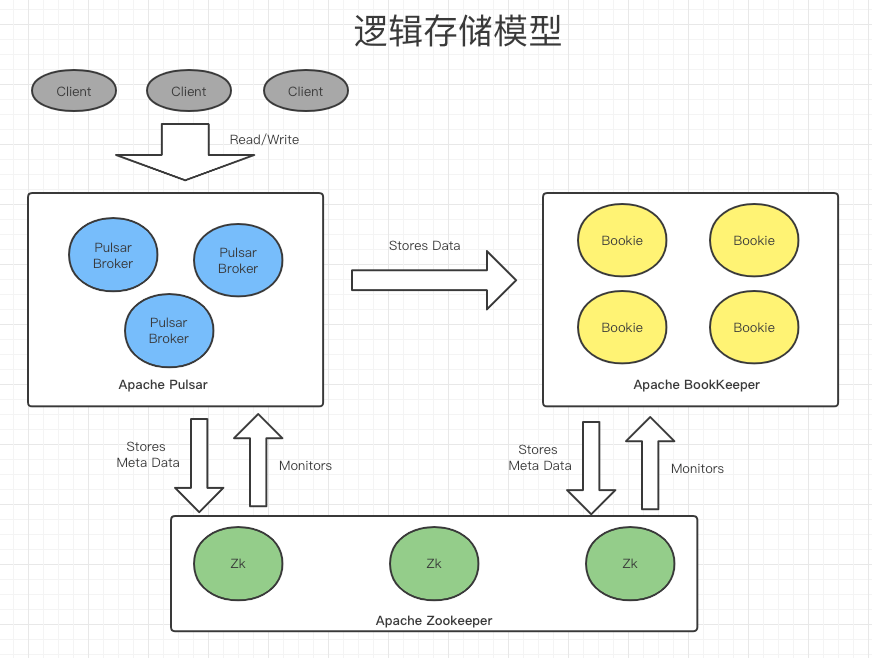 逻辑存储模型
Client
Client
Client
Read/Write
Pulsar
Broker
Pulsar
Broker
Pulsar
Broker
Apache Pulsar
Stores Data
Bookie
Bookie
Bookie
Bookie
Apache BookKeeper
Stores
Meta Data
Monitors
Stores
Meta Data
Monitors
Zk
Zk
Zk
Apache Zookeeper